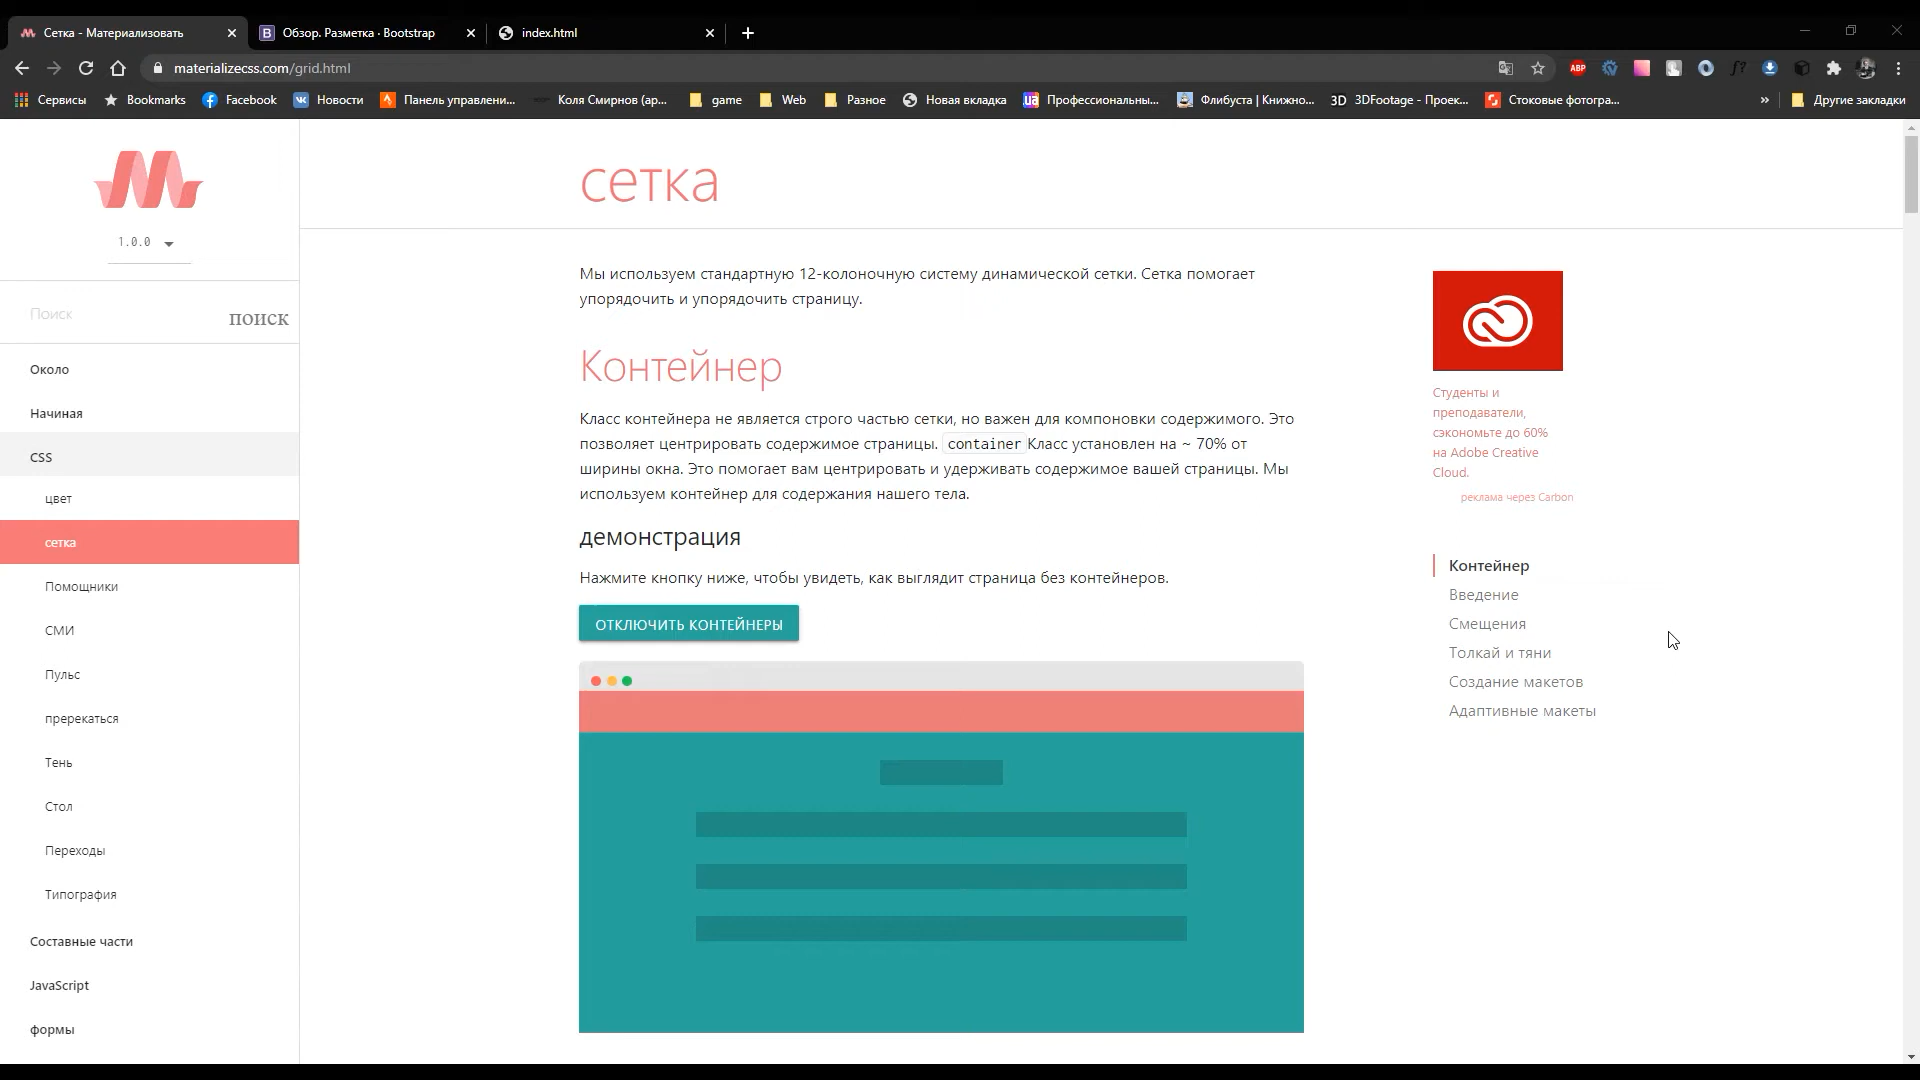 Сетка - Материализовать
Обзор. Разметка · Bootstrap
index.html
materializecss.com/grid.html
ABP
Сервисы
Bookmarks
Facebook
Новости
Панель управлени...
Коля Смирнов (ар...
game
Web
Разное
Новая вкладка
Профессиональны...
Флибуста | Книжно...
3DFootage - Проек...
Стоковые фотогра...
Другие закладки
1.0.0
Поиск
поиск
Около
Начиная
CSS
цвет
сетка
Помощники
СМИ
Пульс
пререкаться
Тень
Стол
Переходы
Типография
Составные части
JavaScript
формы
сетка
Мы используем стандартную 12-колоночную систему динамической сетки. Сетка помогает
упорядочить и упорядочить страницу.
Контейнер
Класс контейнера не является строго частью сетки, но важен для компоновки содержимого. Это
позволяет центрировать содержимое страницы. container Класс установлен на ~ 70% от
ширины окна. Это помогает вам центрировать и удерживать содержимое вашей страницы. Мы
используем контейнер для содержания нашего тела.
демонстрация
Нажмите кнопку ниже, чтобы увидеть, как выглядит страница без контейнеров.
ОТКЛЮЧИТЬ КОНТЕЙНЕРЫ
Студенты и
преподаватели,
сэкономьте до 60%
на Adobe Creative
Cloud.
реклама через Carbon
Контейнер
Введение
Смещения
Толкай и тяни
Создание макетов
Адаптивные макеты